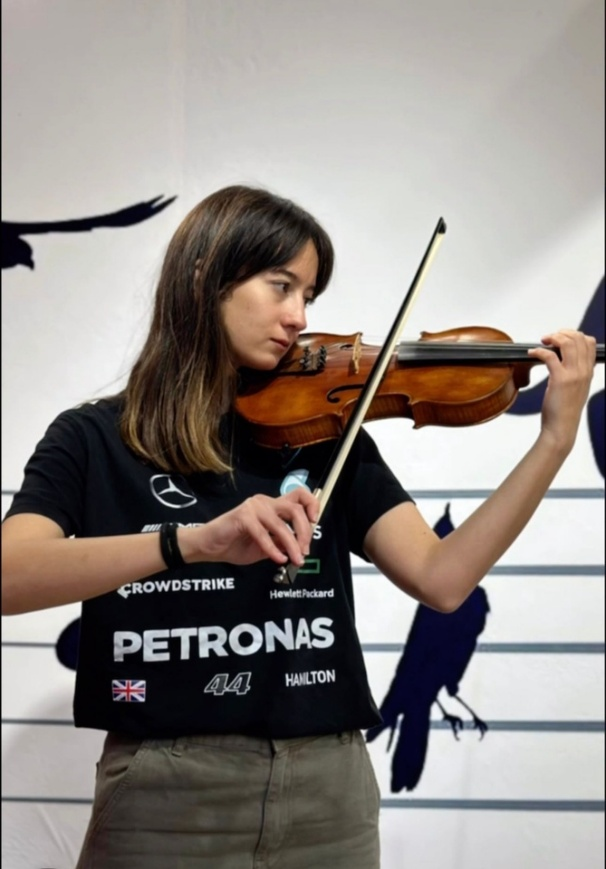 CROWDSTRIKE
Hewlett Packard
PETRONAS
44 HAMILTON